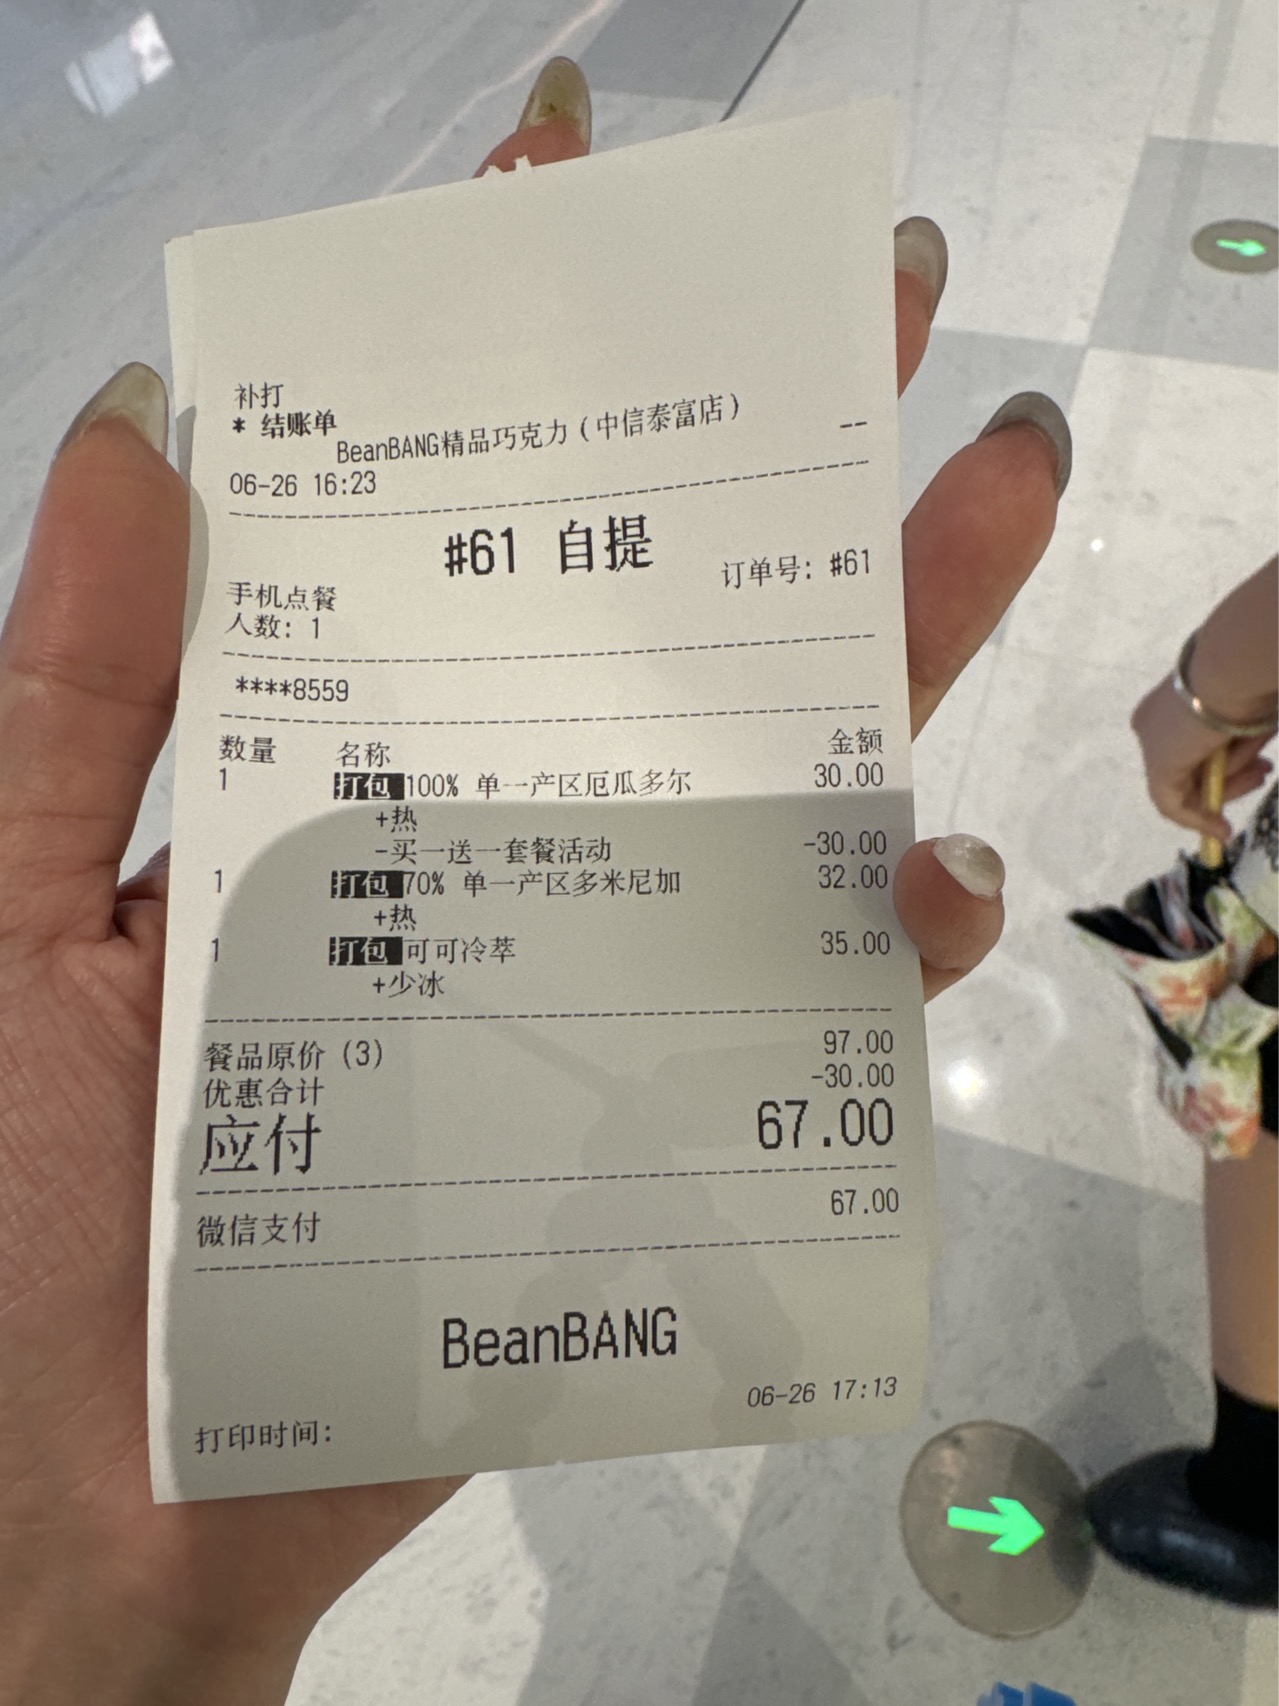 补打
* 结账单
BeanBANG精品巧克力（中信泰富店）
--
06-26 16:23
#61 自提
订单号: #61
手机点餐
人数: 1
****8559
数量 名称 金额
1 打包 100% 单一产区厄瓜多尔 30.00
+热
-买一送一套餐活动 -30.00
1 打包 70% 单一产区多米尼加 32.00
+热
1 打包 可可冷萃 35.00
+少冰
餐品原价 (3) 97.00
优惠合计 -30.00
应付 67.00
微信支付 67.00
BeanBANG
06-26 17:13
打印时间: